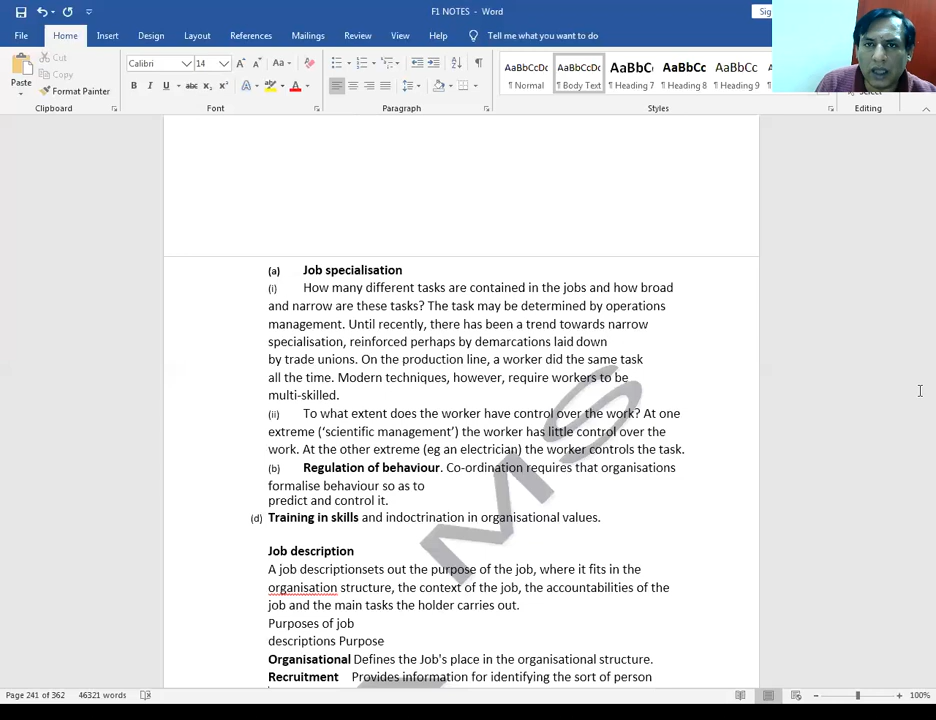 F1 NOTES - Word
Sig
File Home Insert Design Layout References Mailings Review View Help Tell me what you want to do
Paste
Cut
Copy
Format Painter
Clipboard
Calibri 14
Font
Paragraph
AaBbCcDc AaBbCcDc AaBbC AaBbCc AaBbCc
¶ Normal ¶ Body Text ¶ Heading 7 ¶ Heading 8 ¶ Heading 9
Styles
Select
Editing
(a) Job specialisation
(i) How many different tasks are contained in the jobs and how broad
and narrow are these tasks? The task may be determined by operations
management. Until recently, there has been a trend towards narrow
specialisation, reinforced perhaps by demarcations laid down
by trade unions. On the production line, a worker did the same task
all the time. Modern techniques, however, require workers to be
multi-skilled.
(ii) To what extent does the worker have control over the work? At one
extreme (‘scientific management’) the worker has little control over the
work. At the other extreme (eg an electrician) the worker controls the task.
(b) Regulation of behaviour. Co-ordination requires that organisations
formalise behaviour so as to
predict and control it.
(d) Training in skills and indoctrination in organisational values.
Job description
A job descriptionsets out the purpose of the job, where it fits in the
organisation structure, the context of the job, the accountabilities of the
job and the main tasks the holder carries out.
Purposes of job
descriptions Purpose
Organisational Defines the Job's place in the organisational structure.
Recruitment Provides information for identifying the sort of person
MS
Page 241 of 362 46321 words
100%